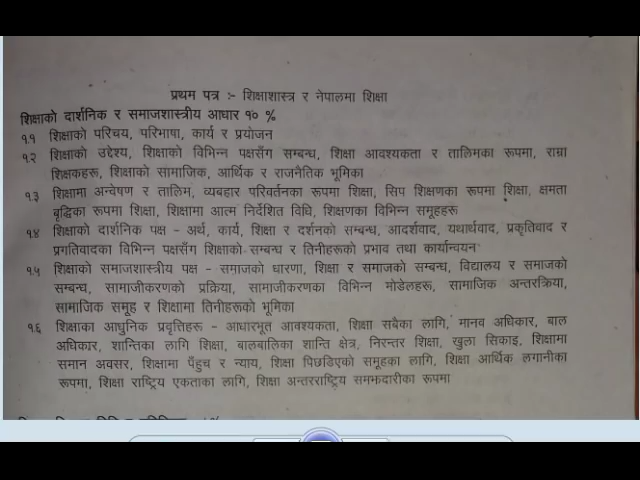 प्रथम पत्र :- शिक्षाशास्त्र र नेपालमा शिक्षा
शिक्षाको दार्शनिक र समाजशास्त्रीय आधार १० %
१.१ शिक्षाको परिचय, परिभाषा, कार्य र प्रयोजन
१.२ शिक्षाको उद्देश्य, शिक्षाको विभिन्न पक्षसँग सम्बन्ध, शिक्षा आवश्यकता र तालिमका रूपमा, राम्रा
शिक्षकहरू, शिक्षाको सामाजिक, आर्थिक र राजनैतिक भूमिका
१.३ शिक्षामा अन्वेषण र तालिम, व्यबहार परिवर्तनका रूपमा शिक्षा, सिप शिक्षणका रूपमा शिक्षा, क्षमता
बृद्धिका रूपमा शिक्षा, शिक्षामा आत्म निर्देशित विधि, शिक्षणका विभिन्न समूहहरू
१.४ शिक्षाको दार्शनिक पक्ष - अर्थ, कार्य, शिक्षा र दर्शनको सम्बन्ध, आदर्शवाद, यथार्थवाद, प्रकृतिवाद र
प्रगतिवादका विभिन्न पक्षसँग शिक्षाको सम्बन्ध र तिनीहरूको प्रभाव तथा कार्यान्वयन
१.५ शिक्षाको समाजशास्त्रीय पक्ष - समाजको धारणा, शिक्षा र समाजको सम्बन्ध, विद्यालय र समाजको
सम्बन्ध, सामाजीकरणको प्रक्रिया, सामाजीकरणका विभिन्न मोडेलहरू, सामाजिक अन्तरक्रिया,
सामाजिक समूह र शिक्षामा तिनीहरूको भूमिका
१.६ शिक्षाका आधुनिक प्रवृत्तिहरू - आधारभूत आवश्यकता, शिक्षा सबैका लागि, मानव अधिकार, बाल
अधिकार, शान्तिका लागि शिक्षा, बालबालिका शान्ति क्षेत्र, निरन्तर शिक्षा, खुला सिकाइ, शिक्षामा
समान अवसर, शिक्षामा पहुँच र न्याय, शिक्षा पिछडिएको समूहका लागि, शिक्षा आर्थिक लगानीका
रूपमा, शिक्षा राष्ट्रिय एकताका लागि, शिक्षा अन्तरराष्ट्रिय समझदारीका रूपमा